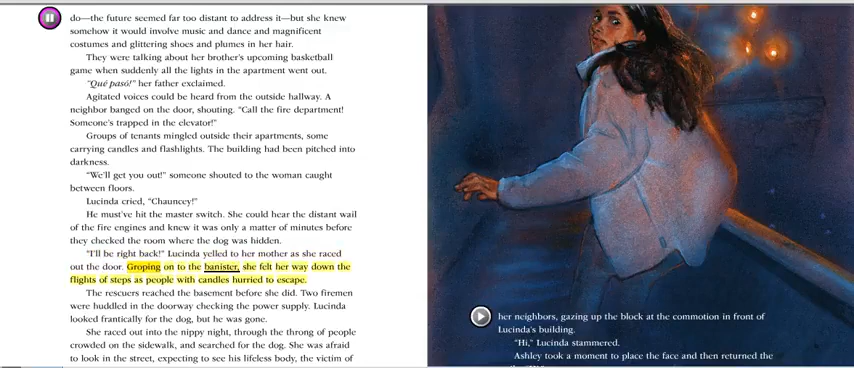 do—the future seemed far too distant to address it—but she knew
somehow it would involve music and dance and magnificent
costumes and glittering shoes and plumes in her hair.
They were talking about her brother's upcoming basketball
game when suddenly all the lights in the apartment went out.
"Qué pasó!" her father exclaimed.
Agitated voices could be heard from the outside hallway. A
neighbor banged on the door, shouting. "Call the fire department!
Someone's trapped in the elevator!"
Groups of tenants mingled outside their apartments, some
carrying candles and flashlights. The building had been pitched into
darkness.
"We'll get you out!" someone shouted to the woman caught
between floors.
Lucinda cried, "Chauncey!"
He must've hit the master switch. She could hear the distant wail
of the fire engines and knew it was only a matter of minutes before
they checked the room where the dog was hidden.
"I'll be right back!" Lucinda yelled to her mother as she raced
out the door. Groping on to the banister, she felt her way down the
flights of steps as people with candles hurried to escape.
The rescuers reached the basement before she did. Two firemen
were huddled in the doorway checking the power supply. Lucinda
looked frantically for the dog, but he was gone.
She raced out into the nippy night, through the throng of people
crowded on the sidewalk, and searched for the dog. She was afraid
to look in the street, expecting to see his lifeless body, the victim of
her neighbors, gazing up the block at the commotion in front of
Lucinda's building.
"Hi," Lucinda stammered.
Ashley took a moment to place the face and then returned the